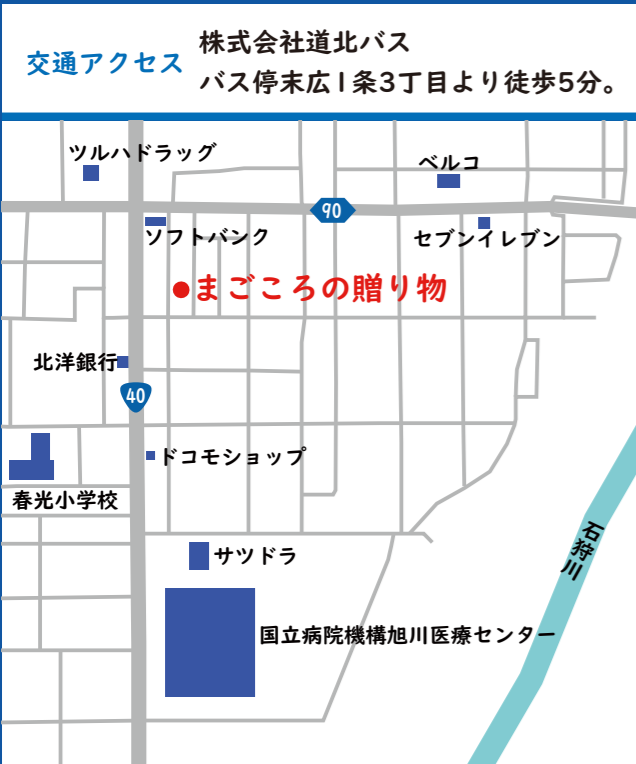 交通アクセス
株式会社道北バス
バス停末広1条3丁目より徒歩5分。
ツルハドラッグ
ベルコ
90
ソフトバンク
セブンイレブン
まごころの贈り物
北洋銀行
40
ドコモショップ
春光小学校
石狩川
サツドラ
国立病院機構旭川医療センター